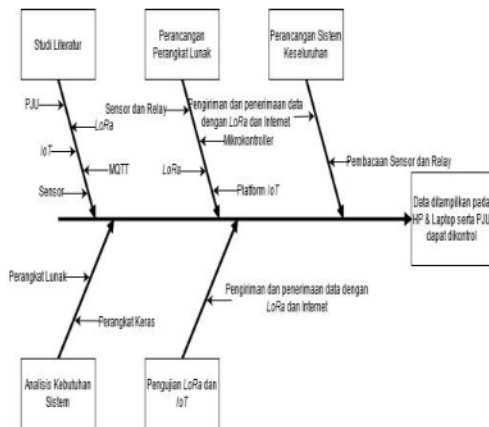 Studi Literatur
Perancangan
Perangkat Lunak
Perancangan Sistem
Keseluruhan
PJU
LoRa
IoT
MQTT
Sensor
Sensor dan Relay
Mikrokontroller
LoRa
Platform IoT
Pengiriman dan penerimaan data
dengan LoRa dan Internet
Pembacaan Sensor dan Relay
Data ditampilkan pada
HP & Laptop serta PJU
dapat dikontrol
Perangkat Lunak
Perangkat Keras
Pengiriman dan penerimaan data dengan
LoRa dan Internet
Analisis Kebutuhan
Sistem
Pengujian LoRa dan
IoT